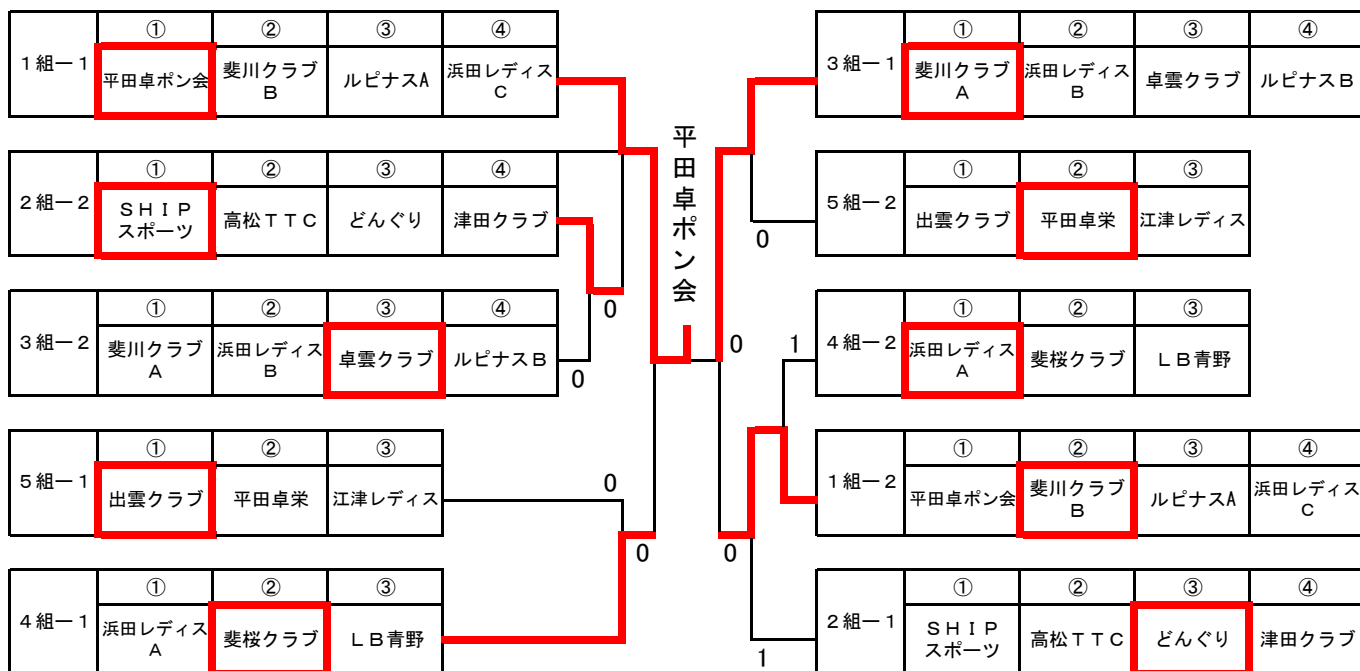 ① ② ③ ④
1組ー1 平田卓ポン会 斐川クラブ ルピナスA 浜田レディス
B C
① ② ③ ④
2組ー2 SHIP 高松TTC どんぐり 津田クラブ
スポーツ
0
① ② ③ ④
3組ー2 斐川クラブ 浜田レディス 卓雲クラブ ルピナスB
A B
0
① ② ③
5組ー1 出雲クラブ 平田卓栄 江津レディス
0
0
① ② ③
4組ー1 浜田レディス 斐桜クラブ LB青野
A
平田卓ポン会
① ② ③ ④
3組ー1 斐川クラブ 浜田レディス 卓雲クラブ ルピナスB
A B
① ② ③
5組ー2 出雲クラブ 平田卓栄 江津レディス
0
0
① ② ③
1 4組ー2 浜田レディス 斐桜クラブ LB青野
A
① ② ③ ④
1組ー2 平田卓ポン会 斐川クラブ ルピナスA 浜田レディス
B C
0
① ② ③ ④
2組ー1 SHIP 高松TTC どんぐり 津田クラブ
スポーツ
1